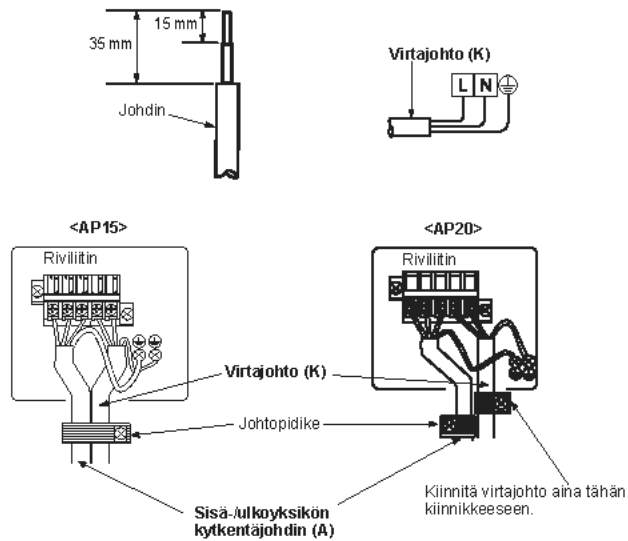 15 mm
35 mm
Johdin
Virtajohto (K)
L N
<AP15>
<AP20>
Riviliitin
Riviliitin
Virtajohto (K)
Johtopidike
Sisä-/ulkoyksikön
kytkentäjohdin (A)
Kiinnitä virtajohto aina tähän
kiinnikkeeseen.